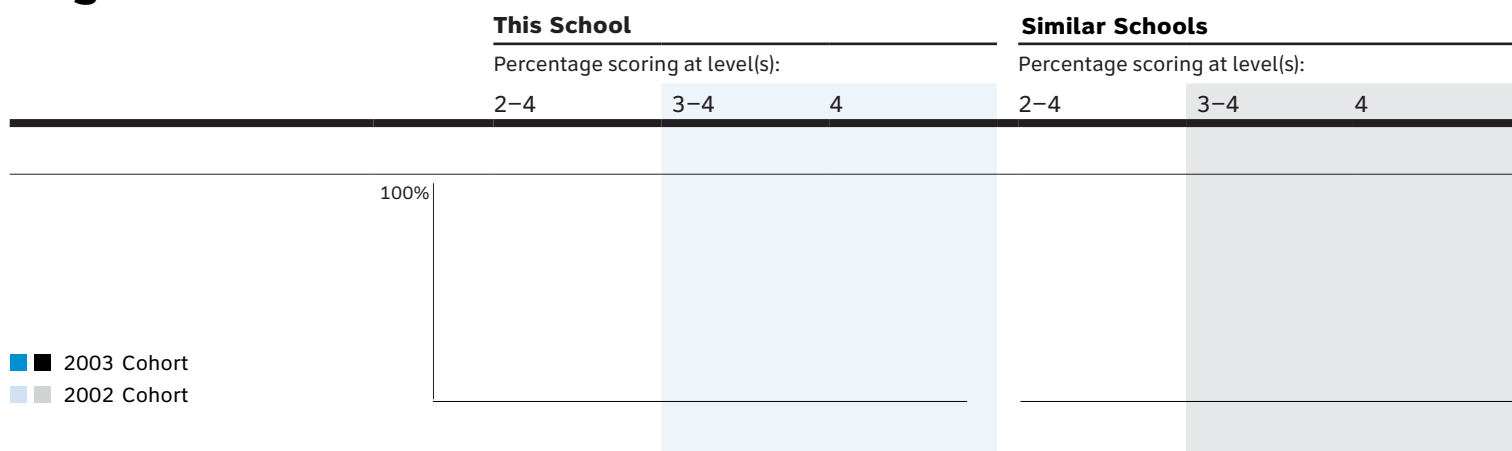 This School
Similar Schools
Percentage scoring at level(s):
Percentage scoring at level(s):
2–4 3–4 4
2–4 3–4 4
100%
2003 Cohort
2002 Cohort